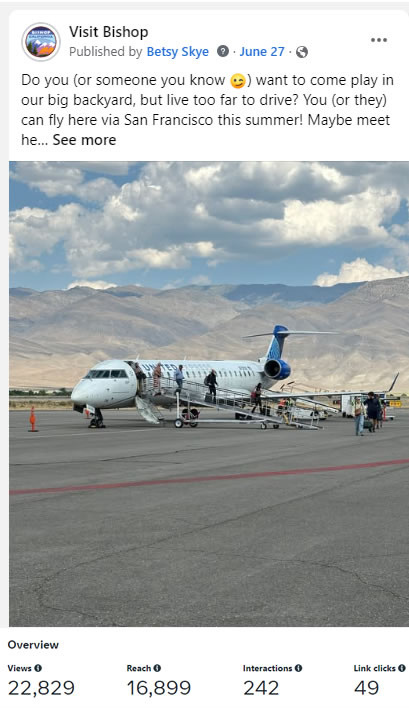 Visit Bishop
Published by Betsy Skye · June 27 ·
Do you (or someone you know 😉) want to come play in
our big backyard, but live too far to drive? You (or they)
can fly here via San Francisco this summer! Maybe meet
he... See more
UNITED
Overview
Views
Reach
Interactions
Link clicks
22,829
16,899
242
49